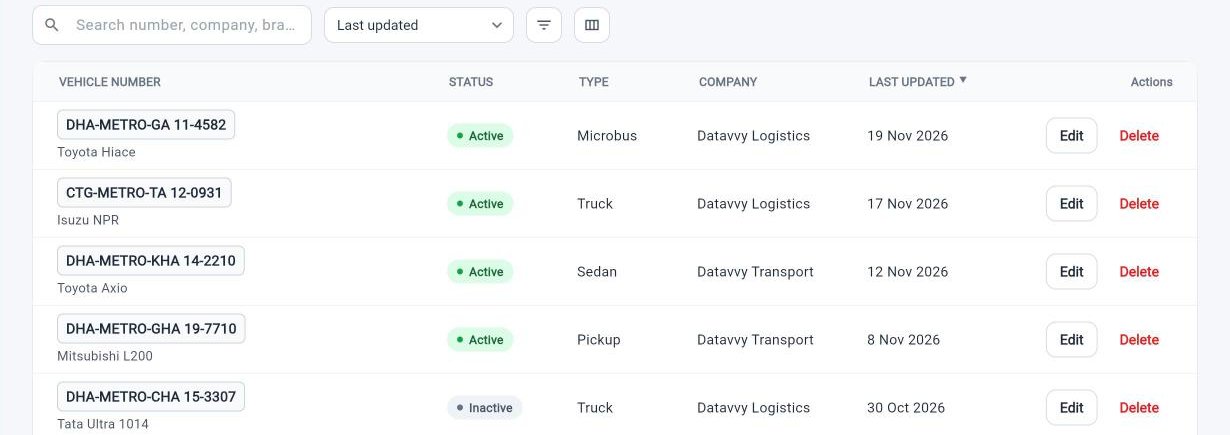 Search number, company, bra...
Last updated
VEHICLE NUMBER STATUS TYPE COMPANY LAST UPDATED ▼ Actions
DHA-METRO-GA 11-4582
Toyota Hiace
Active Microbus Datavvy Logistics 19 Nov 2026 Edit Delete
CTG-METRO-TA 12-0931
Isuzu NPR
Active Truck Datavvy Logistics 17 Nov 2026 Edit Delete
DHA-METRO-KHA 14-2210
Toyota Axio
Active Sedan Datavvy Transport 12 Nov 2026 Edit Delete
DHA-METRO-GHA 19-7710
Mitsubishi L200
Active Pickup Datavvy Transport 8 Nov 2026 Edit Delete
DHA-METRO-CHA 15-3307
Tata Ultra 1014
Inactive Truck Datavvy Logistics 30 Oct 2026 Edit Delete